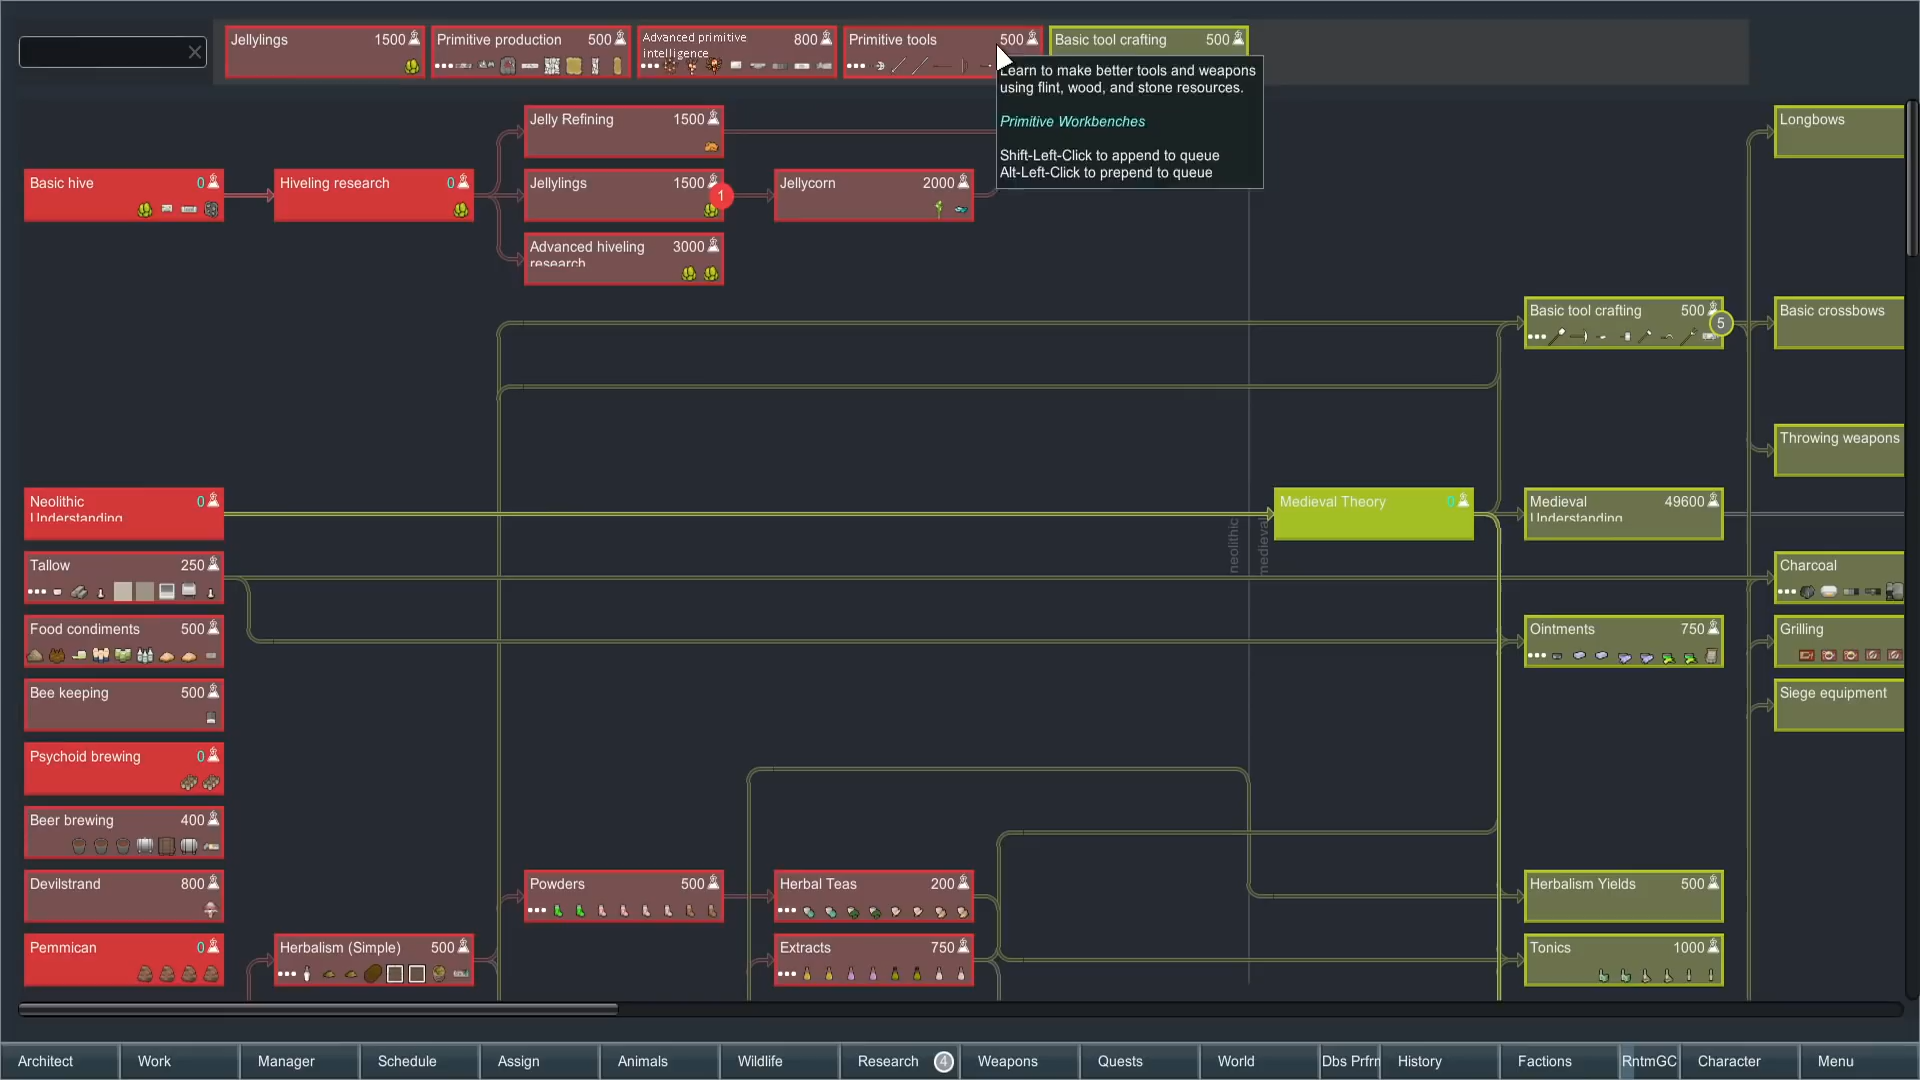 Jellylings 1500
Primitive production 500
Advanced primitive intelligence 800
Primitive tools 500
Basic tool crafting 500
Learn to make better tools and weapons
using flint, wood, and stone resources.
Primitive Workbenches
Shift-Left-Click to append to queue
Alt-Left-Click to prepend to queue
Jelly Refining 1500
Longbows
Basic hive 0
Hiveling research 0
Jellylings 1500
1
Jellycorn 2000
Advanced hiveling research 3000
Basic tool crafting 500
5
Basic crossbows
Throwing weapons
Neolithic Understanding 0
Medieval Theory 0
Medieval Understanding 49600
neolithic
medieval
Tallow 250
Charcoal
Food condiments 500
Ointments 750
Grilling
Bee keeping 500
Siege equipment
Psychoid brewing 0
Beer brewing 400
Devilstrand 800
Powders 500
Herbal Teas 200
Herbalism Yields 500
Pemmican 0
Herbalism (Simple) 500
Extracts 750
Tonics 1000
Architect
Work
Manager
Schedule
Assign
Animals
Wildlife
Research 4
Weapons
Quests
World
Dbs Prfrm
History
Factions
RntmGC
Character
Menu